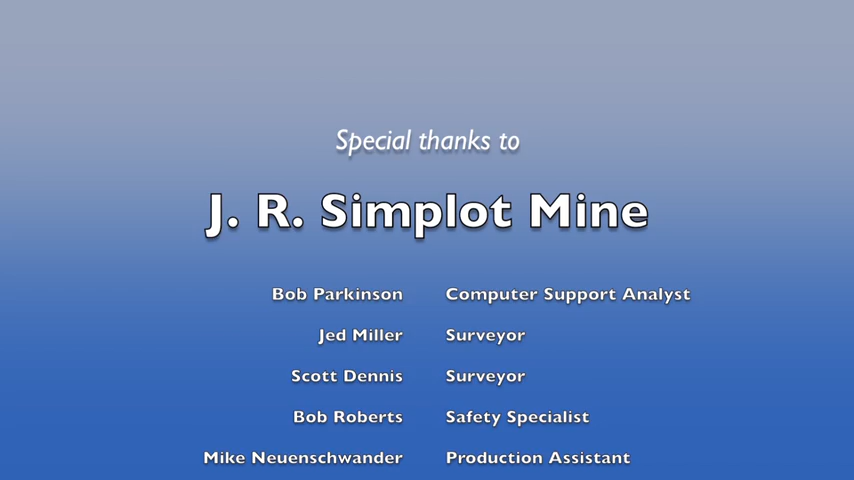 Special thanks to
J. R. Simplot Mine
Bob Parkinson Computer Support Analyst
Jed Miller Surveyor
Scott Dennis Surveyor
Bob Roberts Safety Specialist
Mike Neuenschwander Production Assistant